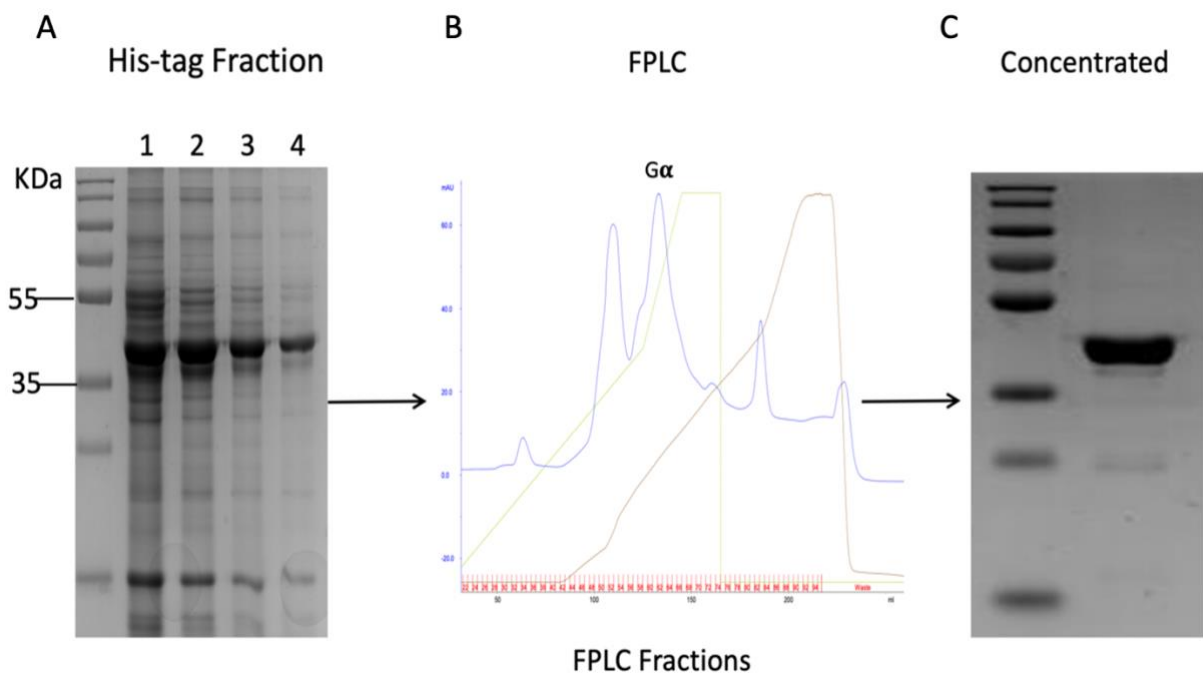 A
B
C
His-tag Fraction
FPLC
Concentrated
1 2 3 4
KDa
Gα
mAU
60.0
55
40.0
35
20.0
0.0
-20.0
Waste
50 100 150 200 ml
FPLC Fractions